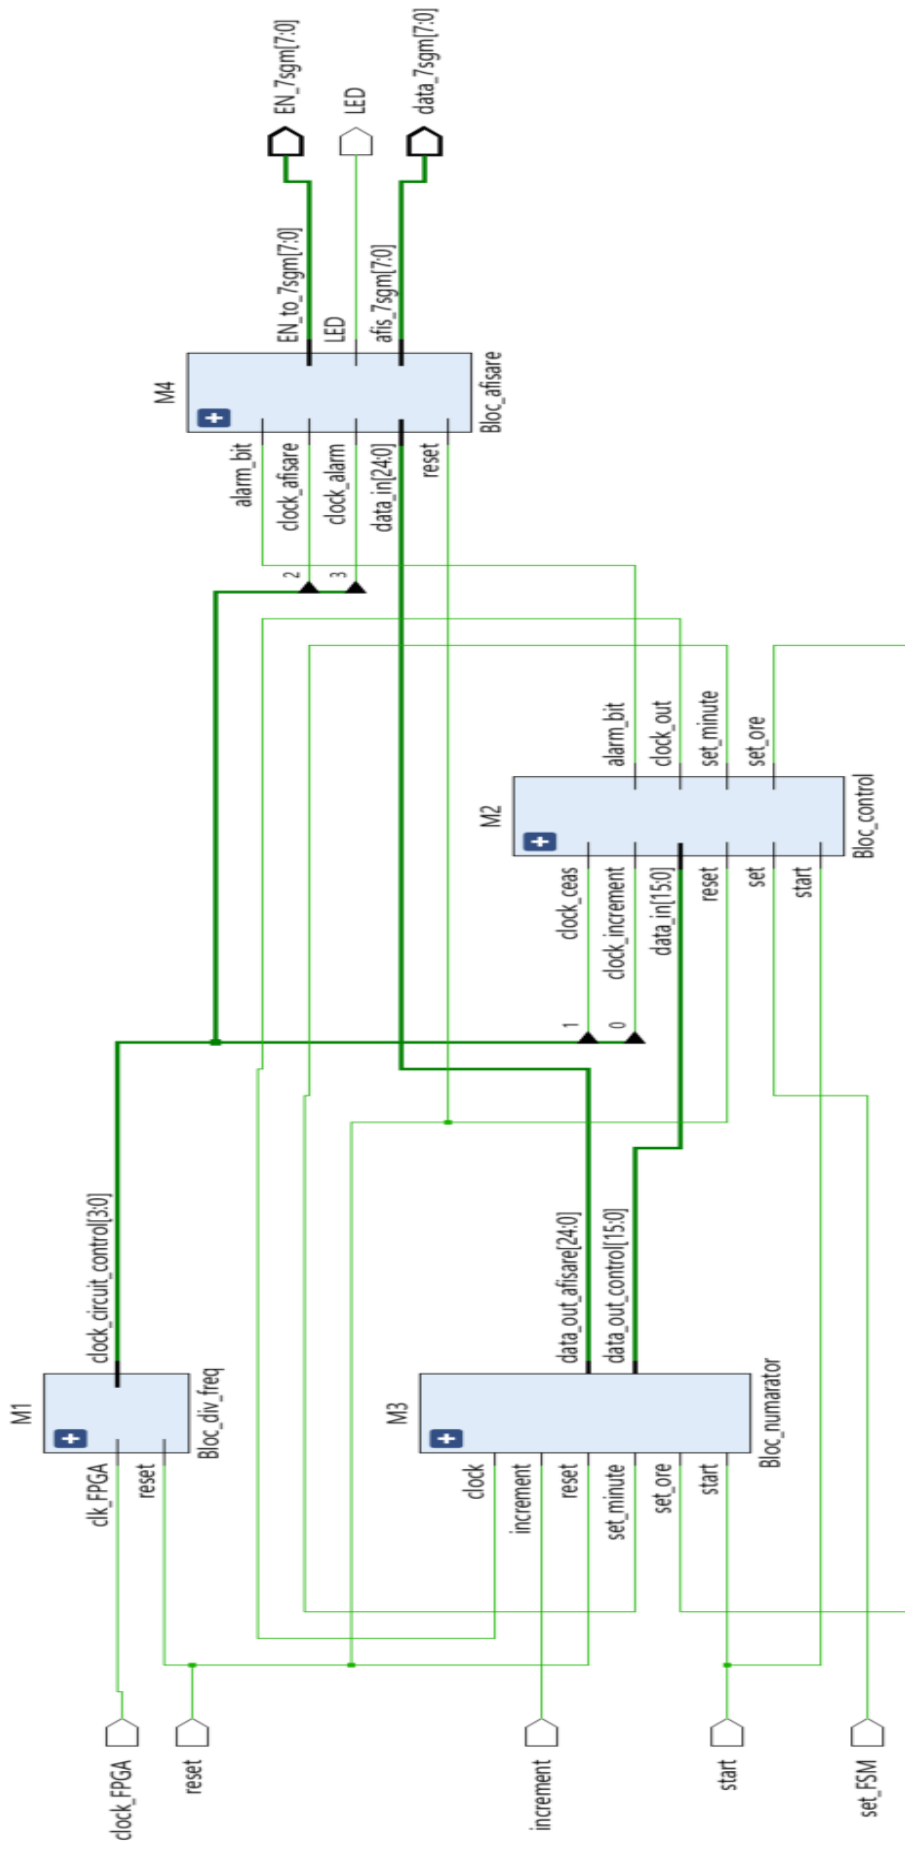 clock_FPGA
reset
increment
start
set_FSM
M1
clk_FPGA
reset
clock_circuit_control[3:0]
Bloc_div_freq
M3
clock
increment
reset
set_minute
set_ore
start
data_out_afisare[24:0]
data_out_control[15:0]
Bloc_numarator
1
0
M2
clock_ceas
clock_increment
data_in[15:0]
reset
set
start
alarm_bit
clock_out
set_minute
set_ore
Bloc_control
2
3
M4
alarm_bit
clock_afisare
clock_alarm
data_in[24:0]
reset
EN_to_7sgm[7:0]
LED
afis_7sgm[7:0]
Bloc_afisare
EN_7sgm[7:0]
LED
data_7sgm[7:0]